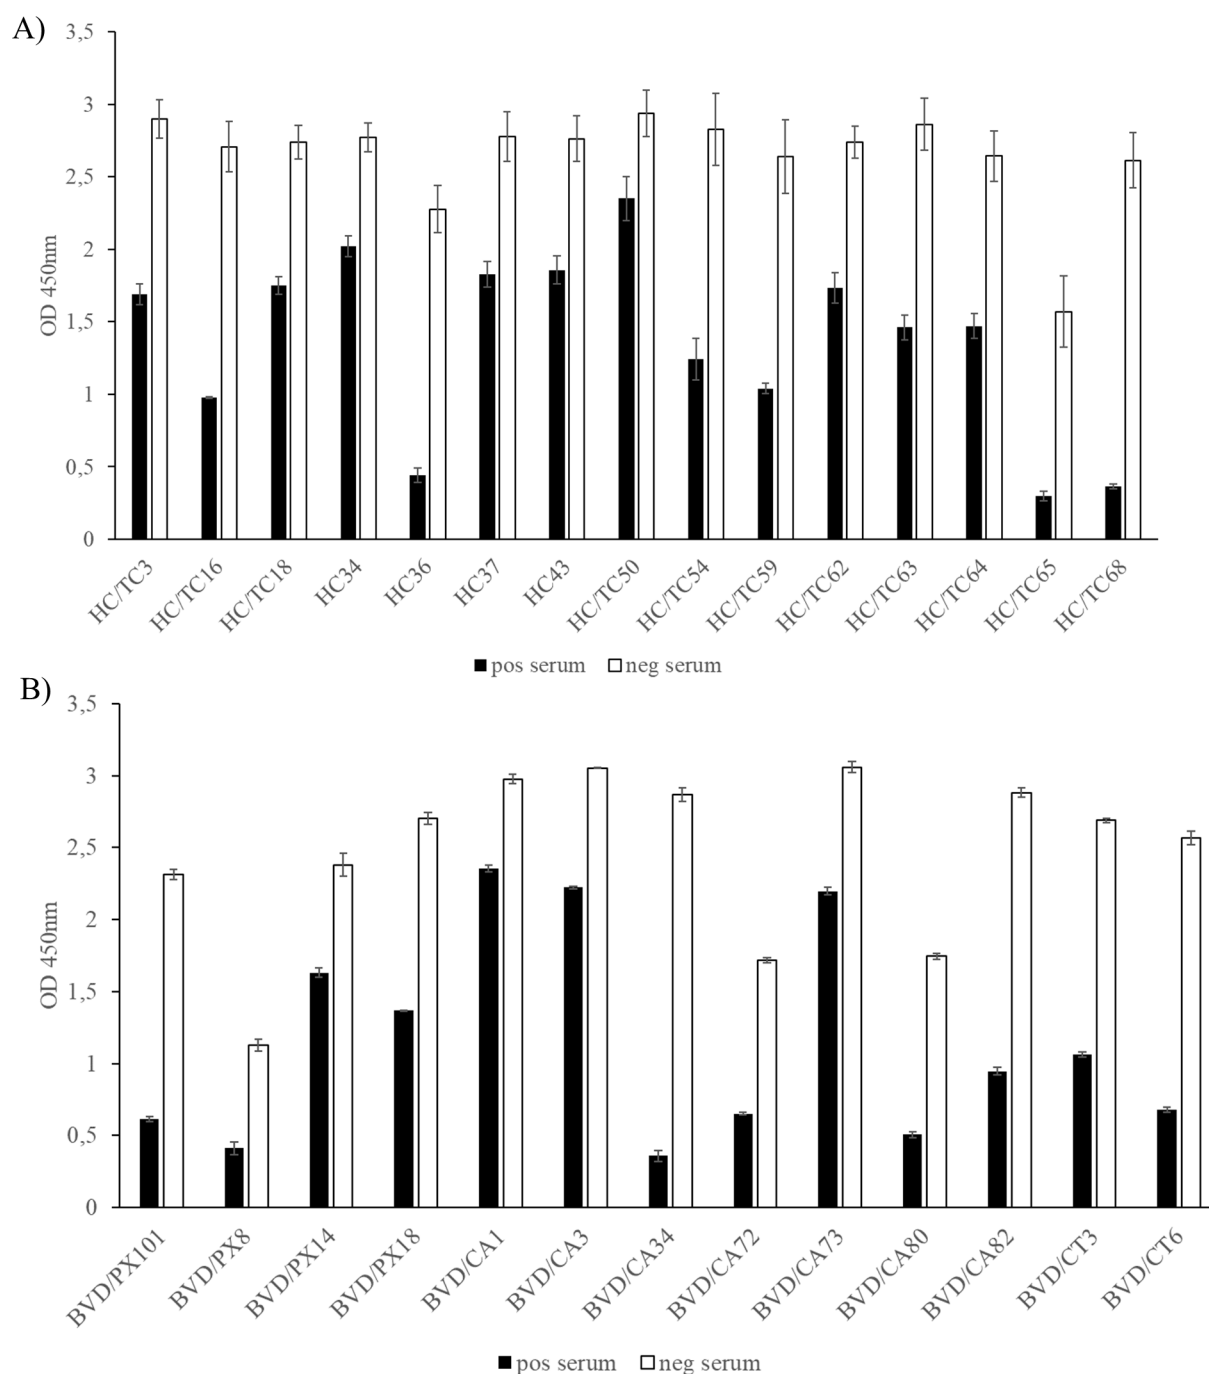 A)
3,5
3
2,5
2
1,5
1
0,5
0
OD 450nm
HC/TC3 HC/TC16 HC/TC18 HC34 HC36 HC37 HC43 HC/TC50 HC/TC54 HC/TC59 HC/TC62 HC/TC63 HC/TC64 HC/TC65 HC/TC68
pos serum neg serum
B)
3,5
3
2,5
2
1,5
1
0,5
0
OD 450nm
BVD/PX101 BVD/PX8 BVD/PX14 BVD/PX18 BVD/CA1 BVD/CA3 BVD/CA34 BVD/CA72 BVD/CA73 BVD/CA80 BVD/CA82 BVD/CT3 BVD/CT6
pos serum neg serum